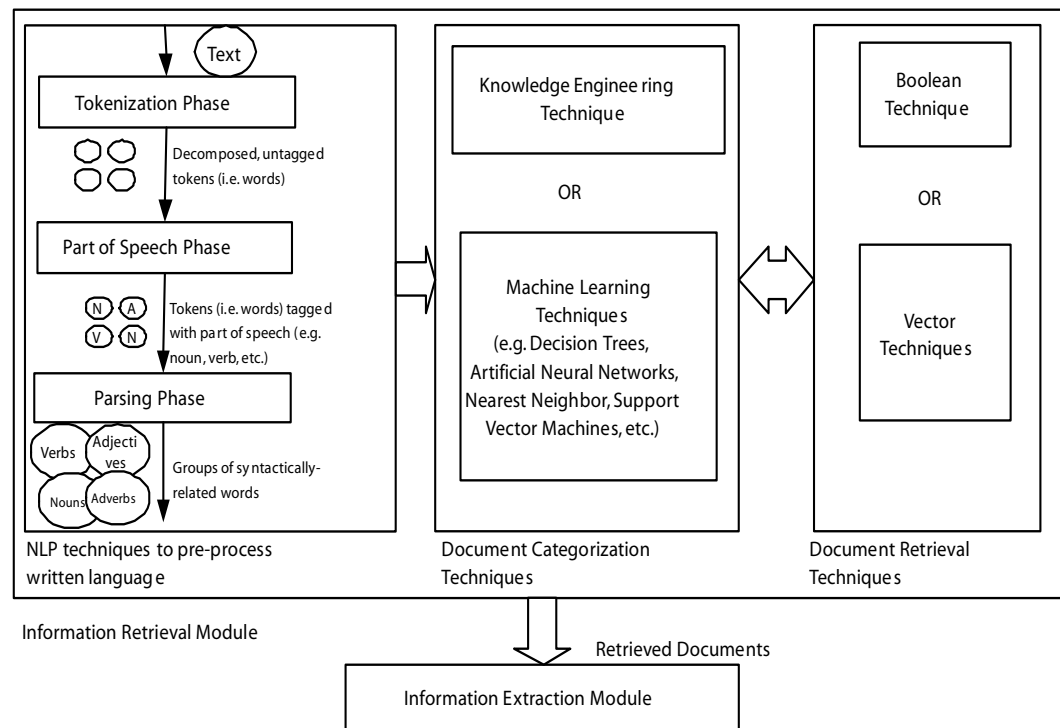 Text
Tokenization Phase
Decomposed, untagged
tokens (i.e. words)
Part of Speech Phase
N A
V N
Tokens (i.e. words) tagged
with part of speech (e.g.
noun, verb, etc.)
Parsing Phase
Verbs
Adjecti
ves
Nouns
Adverbs
Groups of syntactically-
related words
NLP techniques to pre-process
written language
Knowledge Engineering
Technique
OR
Machine Learning
Techniques
(e.g. Decision Trees,
Artificial Neural Networks,
Nearest Neighbor, Support
Vector Machines, etc.)
Document Categorization
Techniques
Boolean
Technique
OR
Vector
Techniques
Document Retrieval
Techniques
Information Retrieval Module
Retrieved Documents
Information Extraction Module